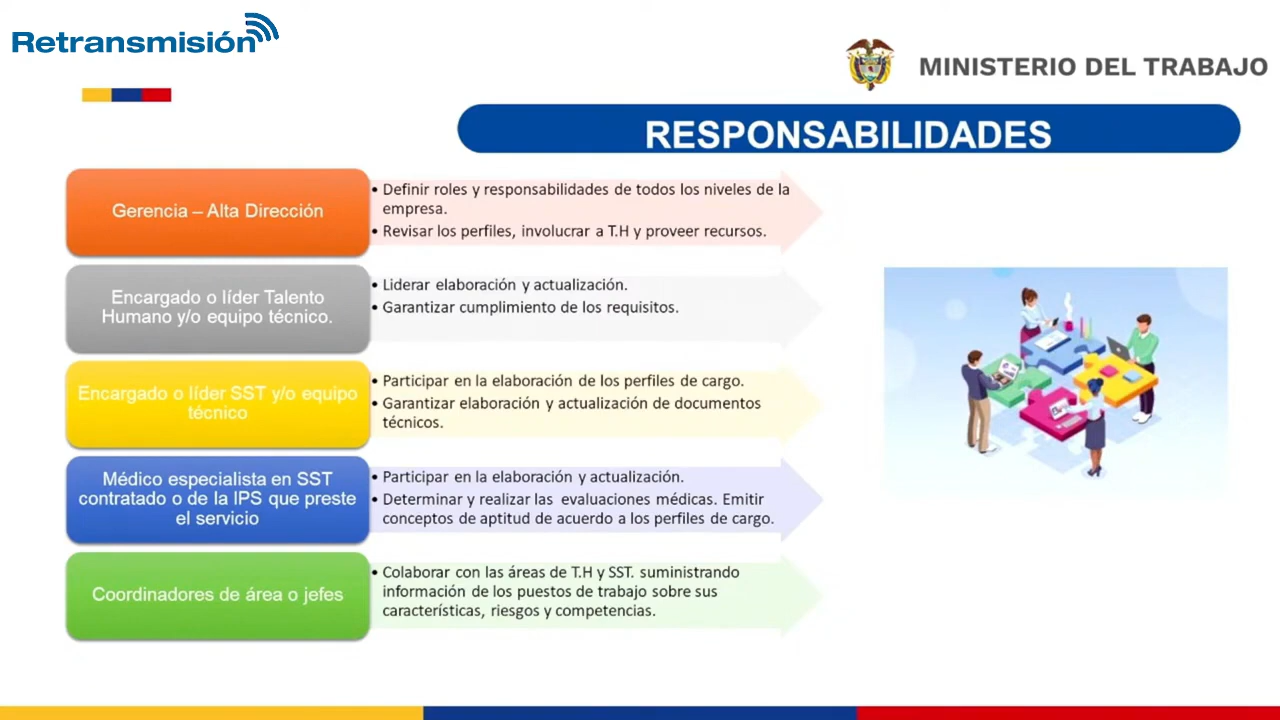 Retransmisión
MINISTERIO DEL TRABAJO
RESPONSABILIDADES
Gerencia – Alta Dirección
• Definir roles y responsabilidades de todos los niveles de la
empresa.
• Revisar los perfiles, involucrar a T.H y proveer recursos.
Encargado o líder Talento
Humano y/o equipo técnico.
• Liderar elaboración y actualización.
• Garantizar cumplimiento de los requisitos.
Encargado o líder SST y/o equipo
técnico
• Participar en la elaboración de los perfiles de cargo.
• Garantizar elaboración y actualización de documentos
técnicos.
Médico especialista en SST
contratado o de la IPS que preste
el servicio
• Participar en la elaboración y actualización.
• Determinar y realizar las evaluaciones médicas. Emitir
conceptos de aptitud de acuerdo a los perfiles de cargo.
Coordinadores de área o jefes
• Colaborar con las áreas de T.H y SST. suministrando
información de los puestos de trabajo sobre sus
características, riesgos y competencias.